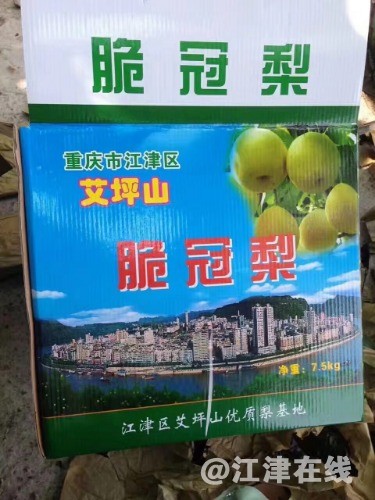 脆冠梨
重庆市江津区
艾坪山
脆冠梨
净重：7.5kg
江津区艾坪山优质梨基地
@江津在线